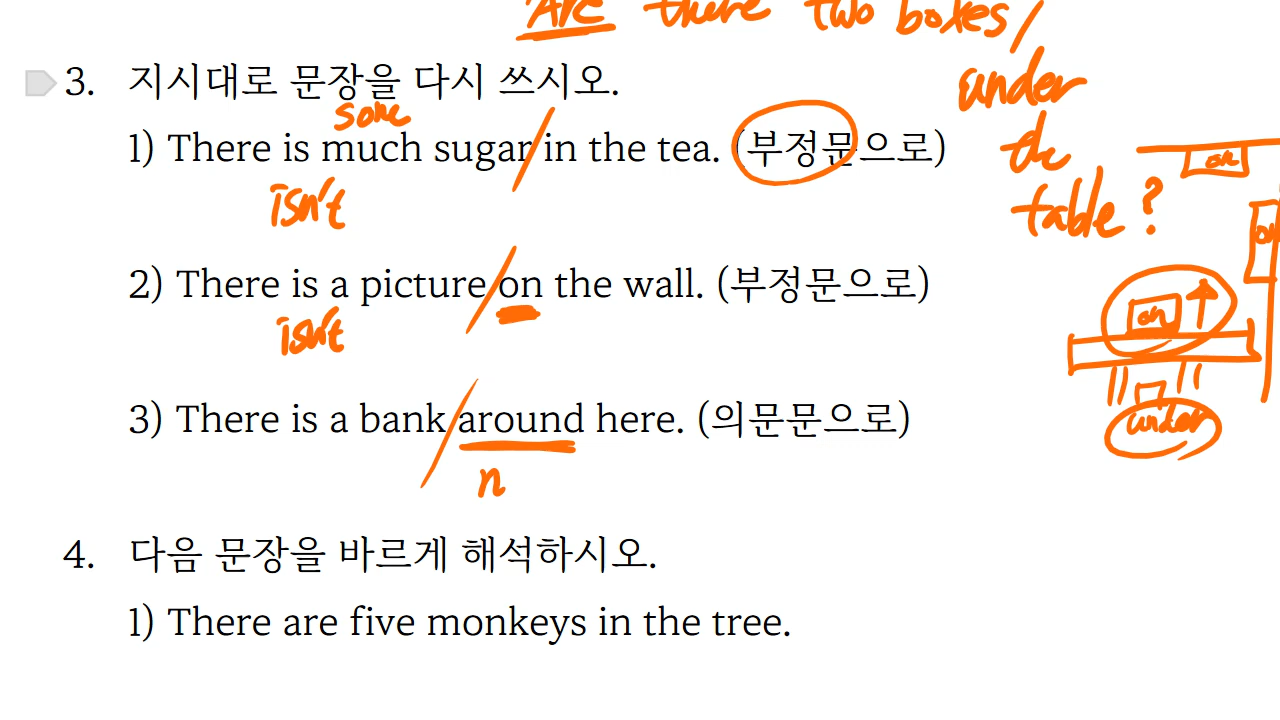 Are there two boxes/
under
the
table?
3. 지시대로 문장을 다시 쓰시오.
some
1) There is much sugar/in the tea. (부정문으로)
isn't
2) There is a picture/on the wall. (부정문으로)
isn't
3) There is a bank/around here. (의문문으로)
n
on
on
on
under
4. 다음 문장을 바르게 해석하시오.
1) There are five monkeys in the tree.